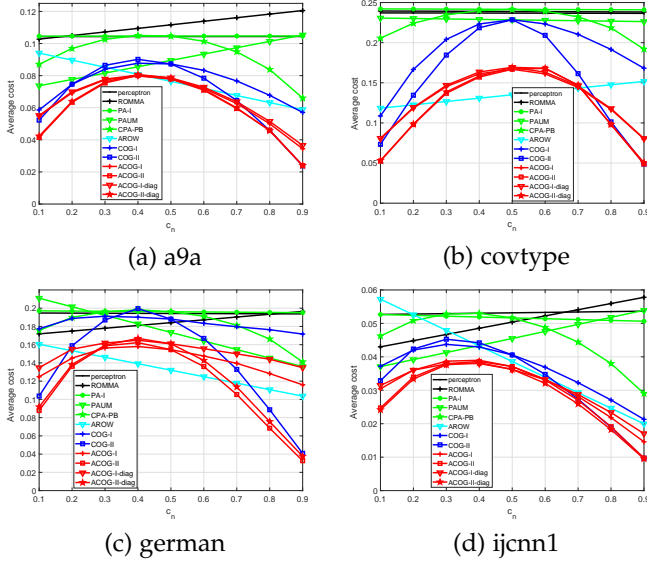 Average cost
0.12
0.1
0.08
0.06
0.04
0.02
0
perceptron
ROMMA
PA-I
PAUM
CPA-PB
AROW
COG-I
COG-II
ACOG-I
ACOG-II
ACOG-I-diag
ACOG-II-diag
0.1 0.2 0.3 0.4 0.5 0.6 0.7 0.8 0.9
c_n
(a) a9a
Average cost
0.25
0.2
0.15
0.1
0.05
0
perceptron
ROMMA
PA-I
PAUM
CPA-PB
AROW
COG-I
COG-II
ACOG-I
ACOG-II
ACOG-I-diag
ACOG-II-diag
0.1 0.2 0.3 0.4 0.5 0.6 0.7 0.8 0.9
c_n
(b) covtype
Average cost
0.2
0.18
0.16
0.14
0.12
0.1
0.08
0.06
0.04
0.02
0
perceptron
ROMMA
PA-I
PAUM
CPA-PB
AROW
COG-I
COG-II
ACOG-I
ACOG-II
ACOG-I-diag
ACOG-II-diag
0.1 0.2 0.3 0.4 0.5 0.6 0.7 0.8 0.9
c_n
(c) german
Average cost
0.06
0.05
0.04
0.03
0.02
0.01
0
perceptron
ROMMA
PA-I
PAUM
CPA-PB
AROW
COG-I
COG-II
ACOG-I
ACOG-II
ACOG-I-diag
ACOG-II-diag
0.1 0.2 0.3 0.4 0.5 0.6 0.7 0.8 0.9
c_n
(d) ijcnn1